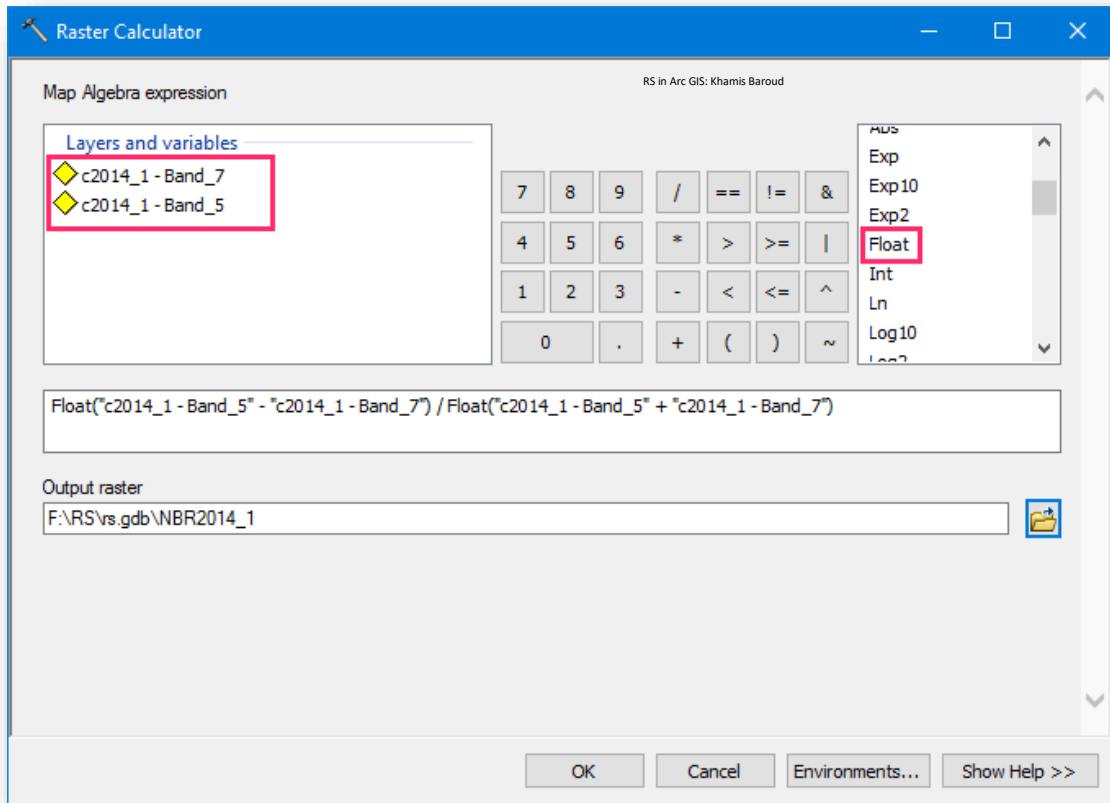 Raster Calculator
RS in Arc GIS: Khamis Baroud
Map Algebra expression
Layers and variables
c2014_1 - Band_7
c2014_1 - Band_5
7 8 9 / == != &
4 5 6 * > >= |
1 2 3 - < <= ^
0 . + ( ) ~
Abs
Exp
Exp10
Exp2
Float
Int
Ln
Log10
Log2
Float("c2014_1 - Band_5" - "c2014_1 - Band_7") / Float("c2014_1 - Band_5" + "c2014_1 - Band_7")
Output raster
F:\RS\rs.gdb\NBR2014_1
OK Cancel Environments... Show Help >>